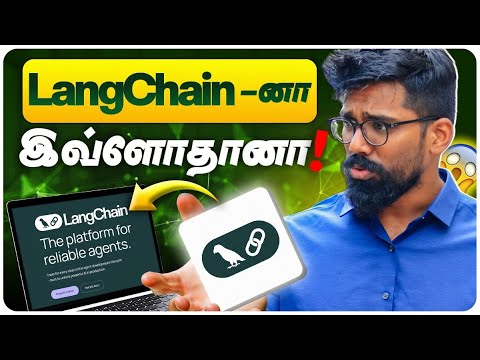 LangChain -னா
இவ்ளோதானா!
LangChain
The platform for
reliable agents.